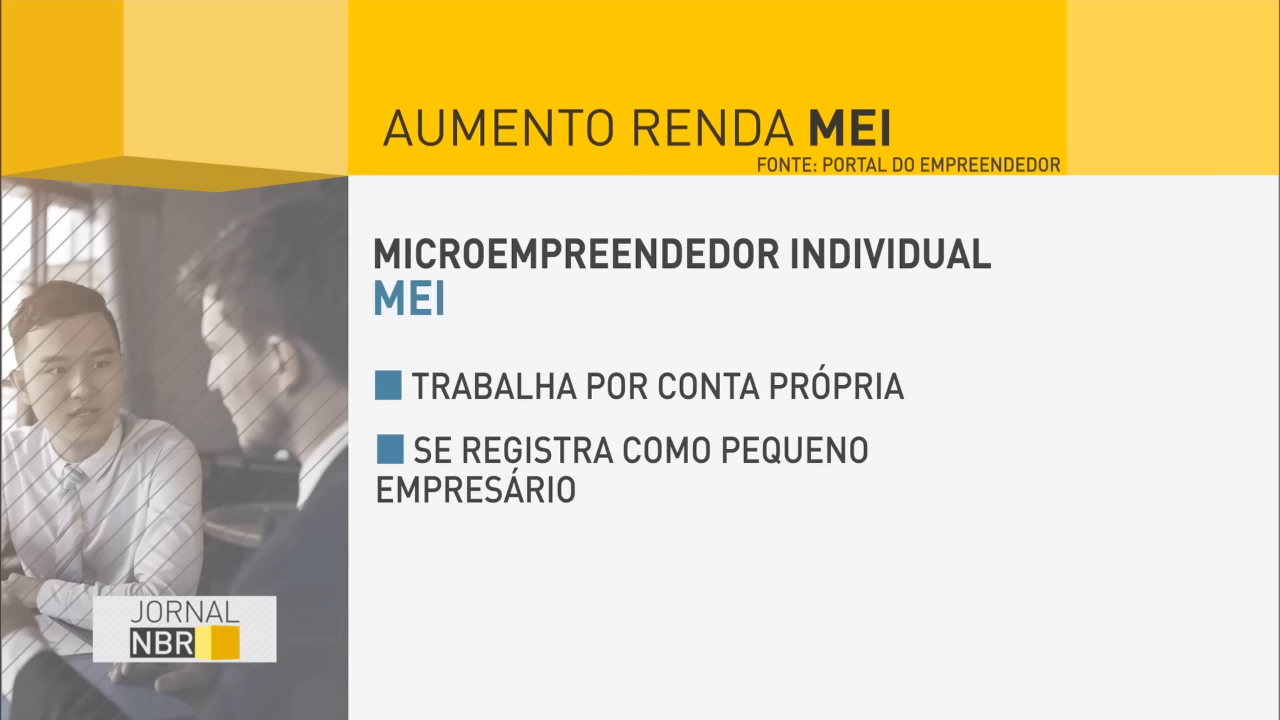 AUMENTO RENDA MEI
FONTE: PORTAL DO EMPREENDEDOR
MICROEMPREENDEDOR INDIVIDUAL
MEI
TRABALHA POR CONTA PRÓPRIA
SE REGISTRA COMO PEQUENO
EMPRESÁRIO
JORNAL
NBR